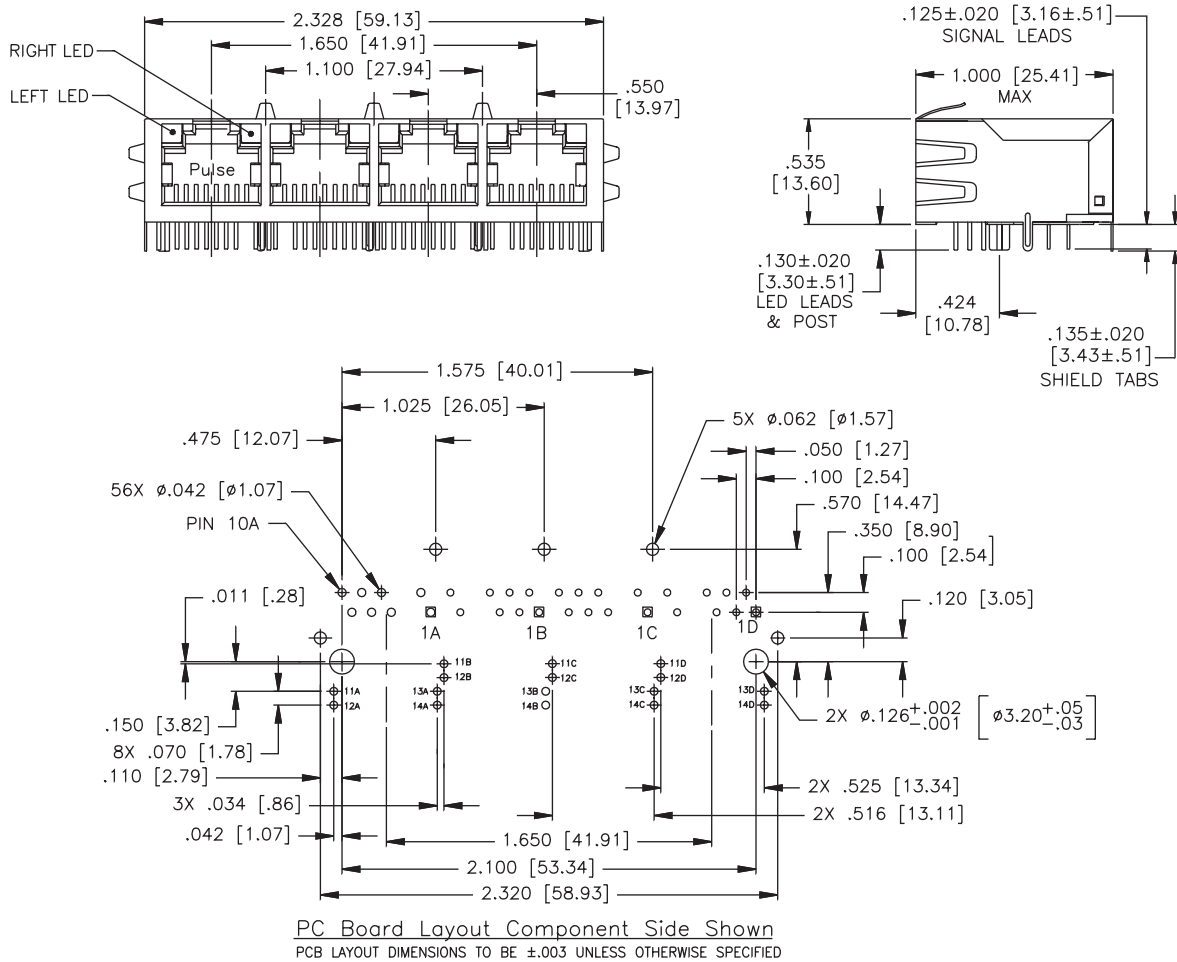 2.328 [59.13]
1.650 [41.91]
1.100 [27.94]
.550
[13.97]
RIGHT LED
LEFT LED
Pulse
.125±.020 [3.16±.51]
SIGNAL LEADS
1.000 [25.41]
MAX
.535
[13.60]
.130±.020
[3.30±.51]
LED LEADS
& POST
.424
[10.78]
.135±.020
[3.43±.51]
SHIELD TABS
1.575 [40.01]
1.025 [26.05]
.475 [12.07]
56X ø.042 [ø1.07]
PIN 10A
.011 [.28]
5X ø.062 [ø1.57]
.050 [1.27]
.100 [2.54]
.570 [14.47]
.350 [8.90]
.100 [2.54]
.120 [3.05]
1A
1B
1C
1D
11B
12B
11C
12C
11D
12D
11A
12A
13A
14A
13B
14B
13C
14C
13D
14D
2X ø.126+.002 -.001 [ø3.20+.05 -.03]
.150 [3.82]
8X .070 [1.78]
.110 [2.79]
3X .034 [.86]
.042 [1.07]
2X .525 [13.34]
2X .516 [13.11]
1.650 [41.91]
2.100 [53.34]
2.320 [58.93]
PC Board Layout Component Side Shown
PCB LAYOUT DIMENSIONS TO BE ±.003 UNLESS OTHERWISE SPECIFIED